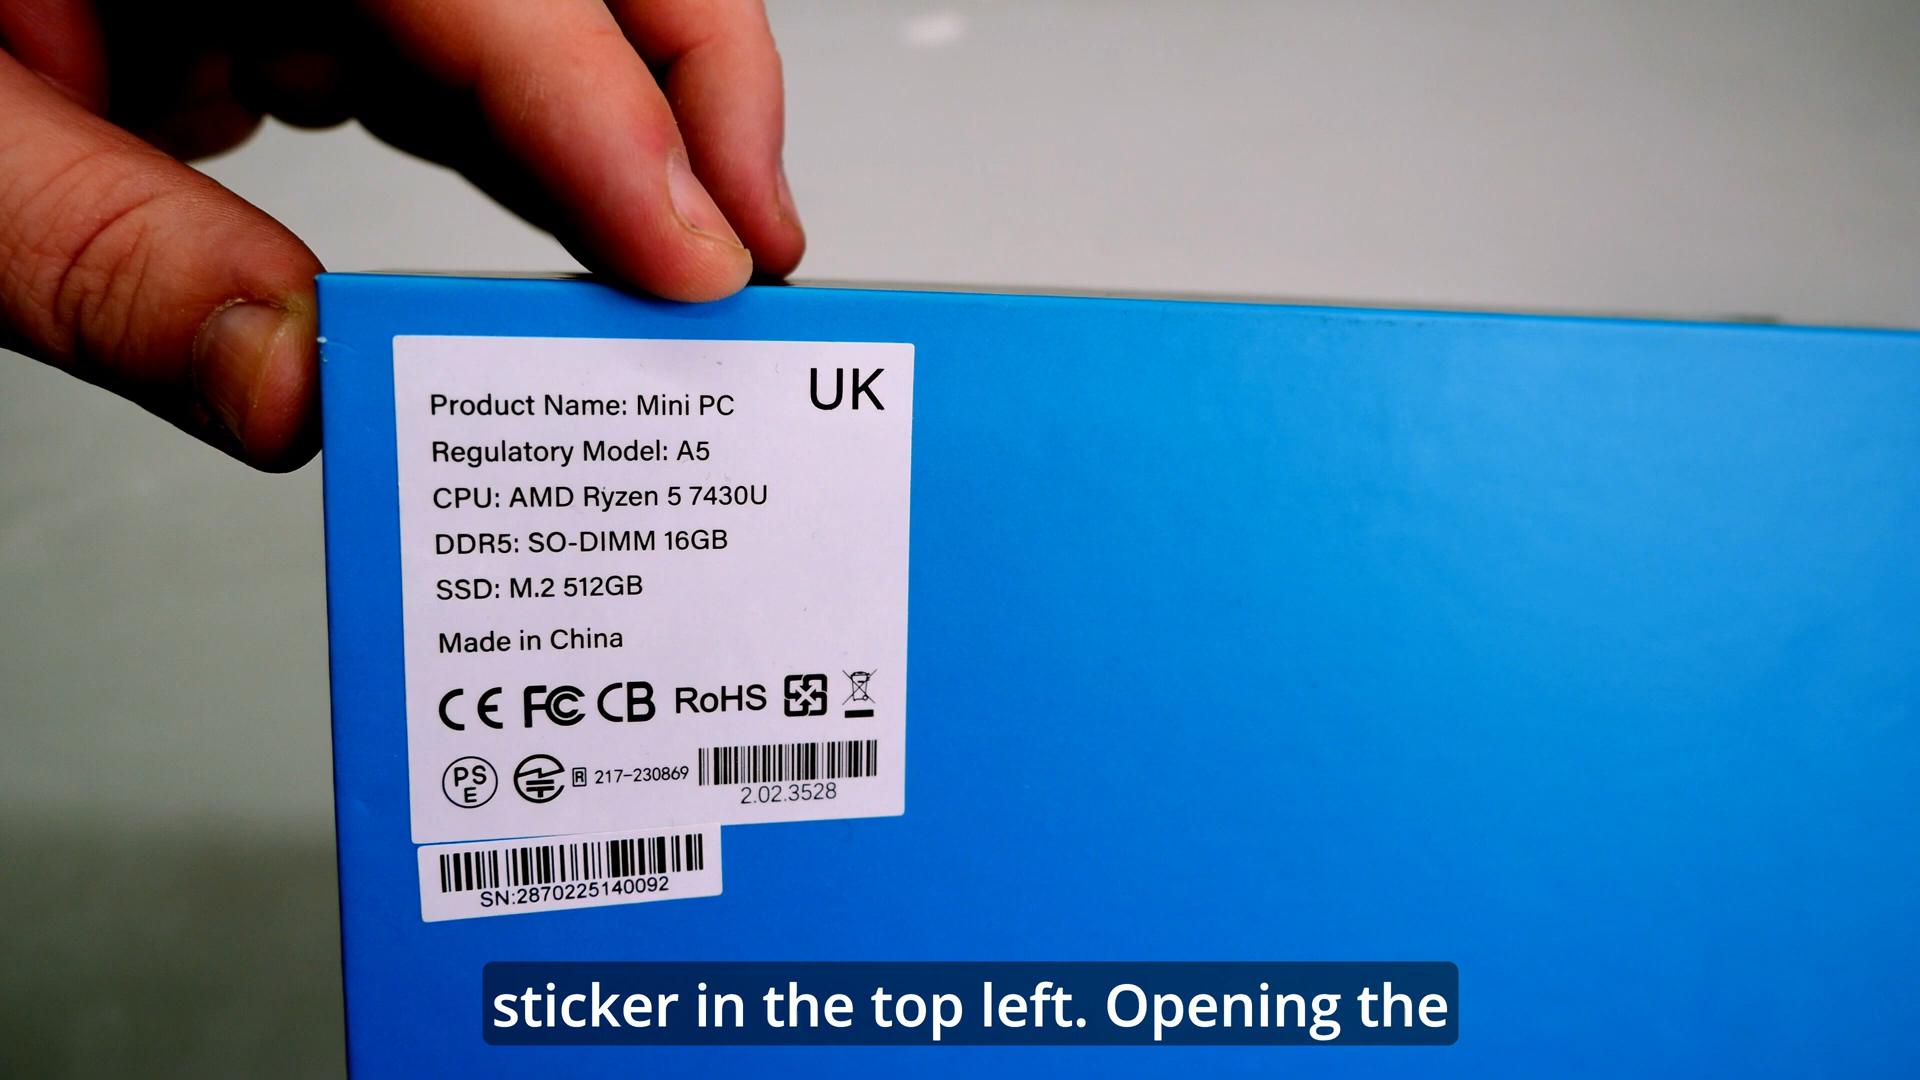 UK
Product Name: Mini PC
Regulatory Model: A5
CPU: AMD Ryzen 5 7430U
DDR5: SO-DIMM 16GB
SSD: M.2 512GB
Made in China
CE FC CB RoHS
PSE R 217-230869
2.02.3528
SN:2870225140092
sticker in the top left. Opening the